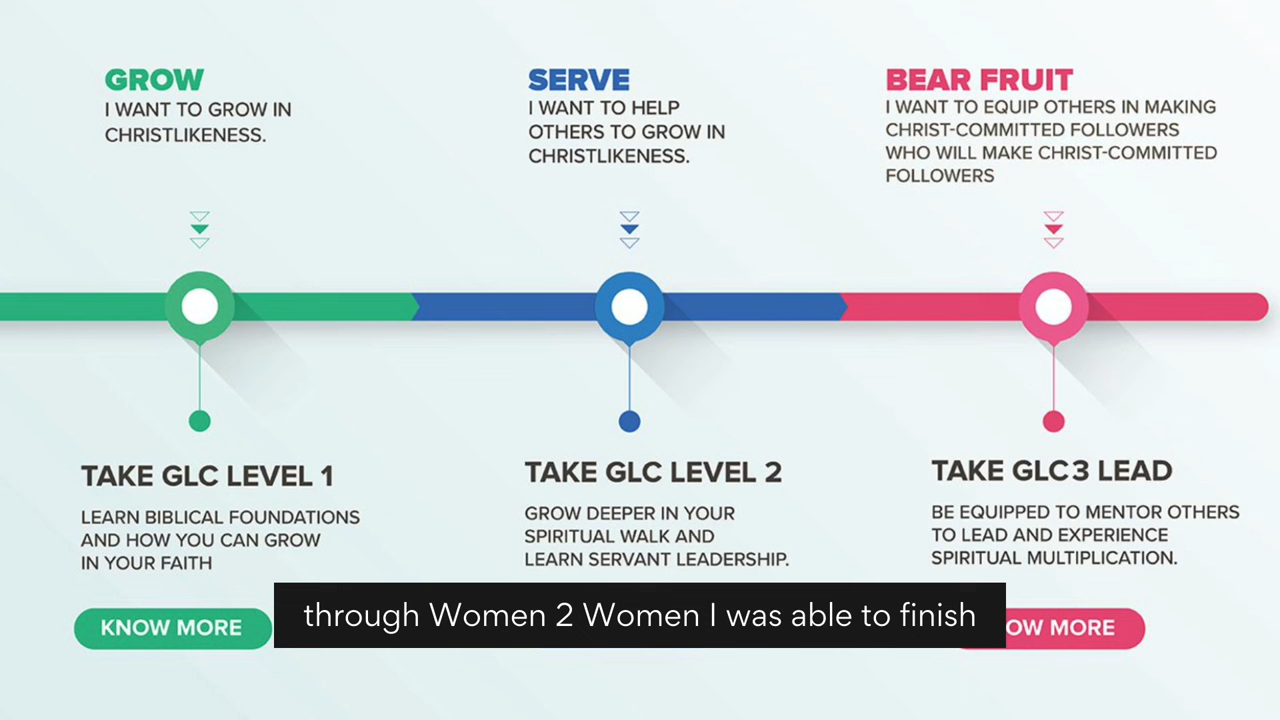 GROW
I WANT TO GROW IN
CHRISTLIKENESS.
SERVE
I WANT TO HELP
OTHERS TO GROW IN
CHRISTLIKENESS.
BEAR FRUIT
I WANT TO EQUIP OTHERS IN MAKING
CHRIST-COMMITTED FOLLOWERS
WHO WILL MAKE CHRIST-COMMITTED
FOLLOWERS
TAKE GLC LEVEL 1
LEARN BIBLICAL FOUNDATIONS
AND HOW YOU CAN GROW
IN YOUR FAITH
KNOW MORE
TAKE GLC LEVEL 2
GROW DEEPER IN YOUR
SPIRITUAL WALK AND
LEARN SERVANT LEADERSHIP.
TAKE GLC3 LEAD
BE EQUIPPED TO MENTOR OTHERS
TO LEAD AND EXPERIENCE
SPIRITUAL MULTIPLICATION.
OW MORE
through Women 2 Women I was able to finish